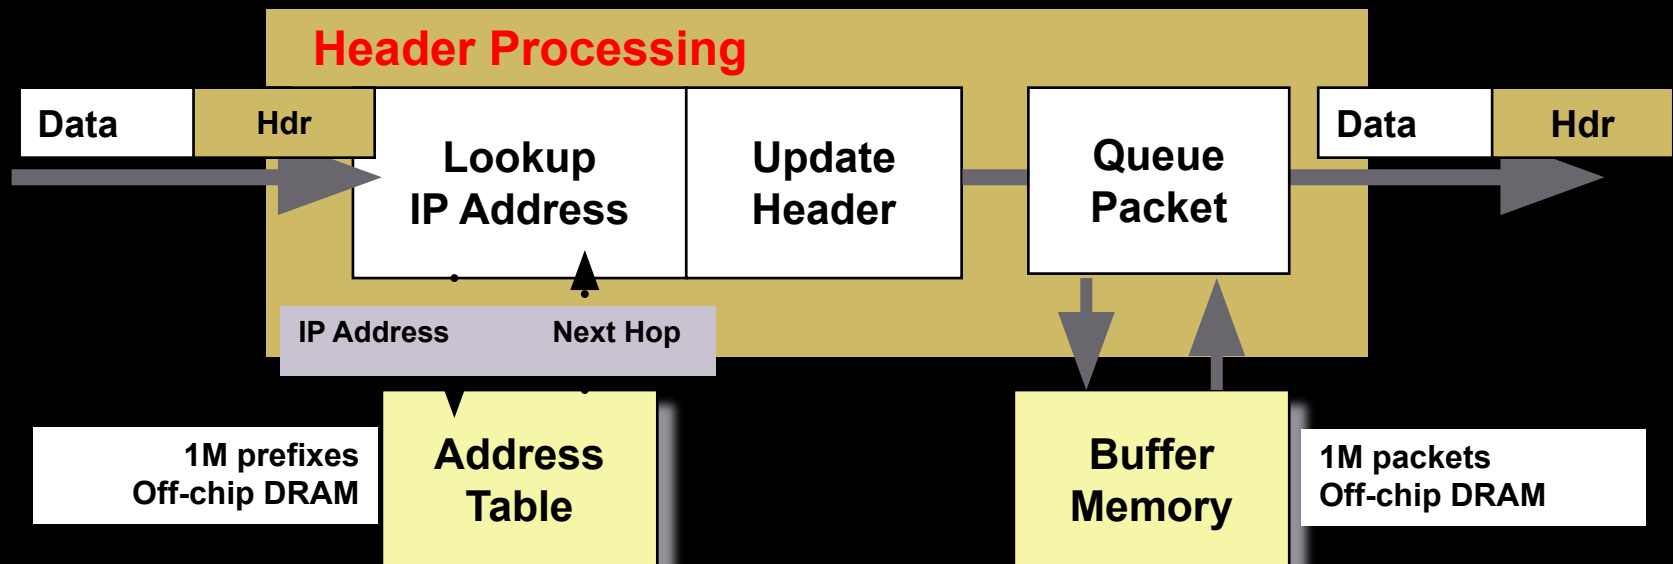 Header Processing
Data
Hdr
Lookup
IP Address
Update
Header
Queue
Packet
Data
Hdr
IP Address
Next Hop
1M prefixes
Off-chip DRAM
Address
Table
Buffer
Memory
1M packets
Off-chip DRAM